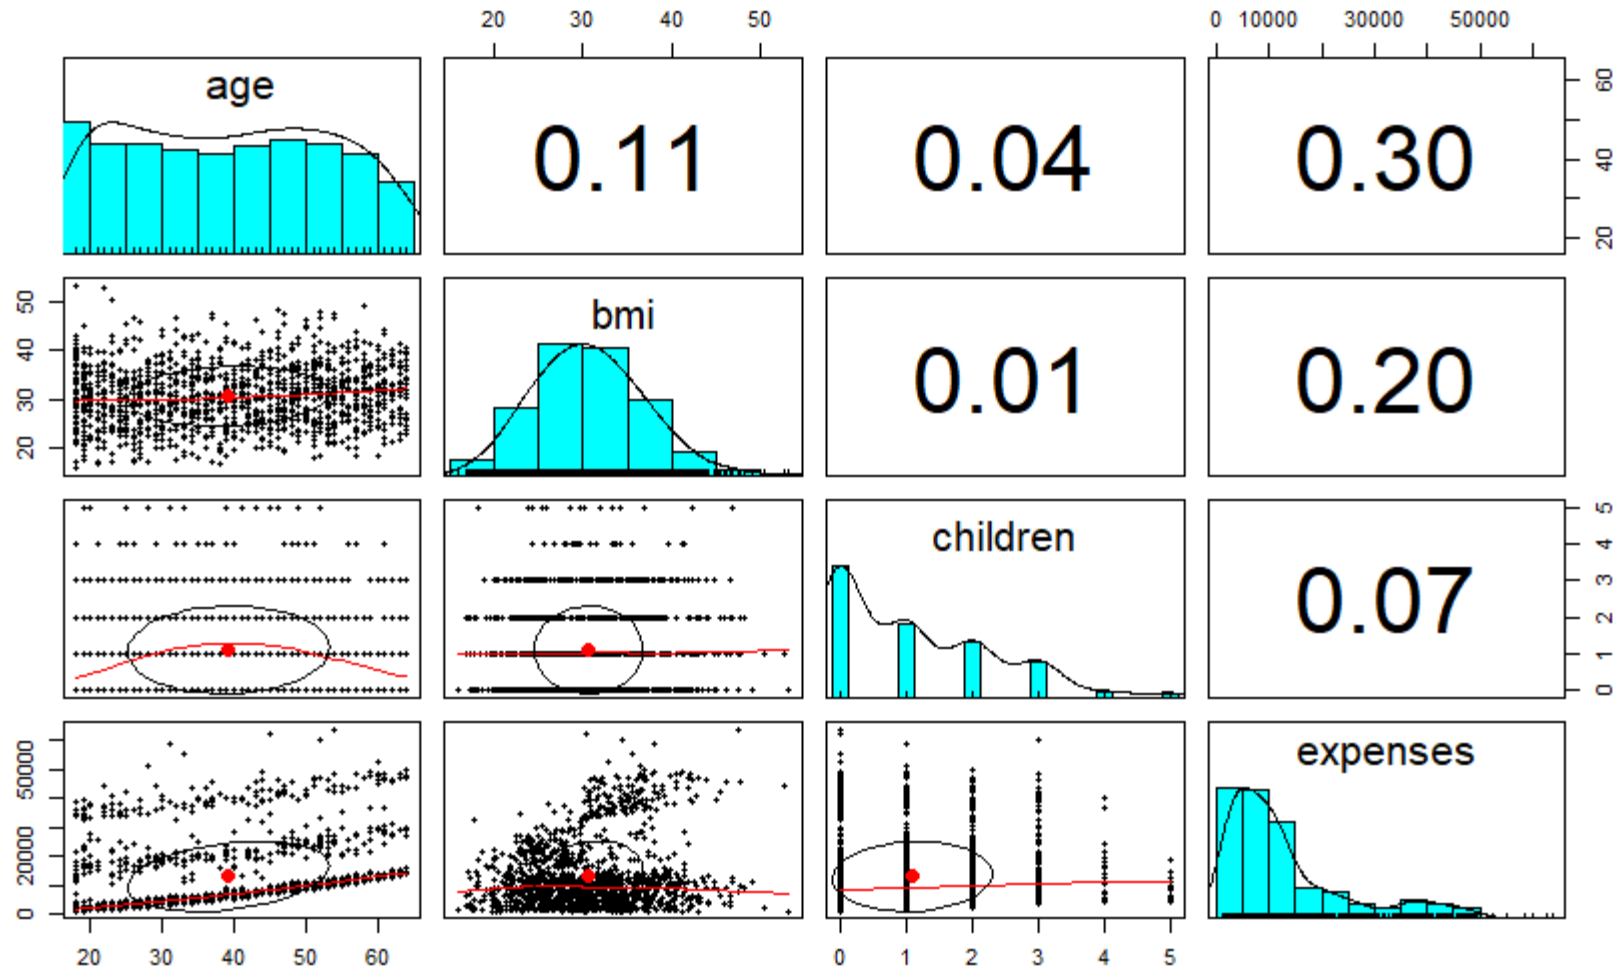 20 30 40 50 0 10000 30000 50000
age 0.11 0.04 0.30 20 40 60
20 30 40 50 bmi 0.01 0.20
children 0.07 0 1 2 3 4 5
0 20000 50000 expenses
20 30 40 50 60 0 1 2 3 4 5